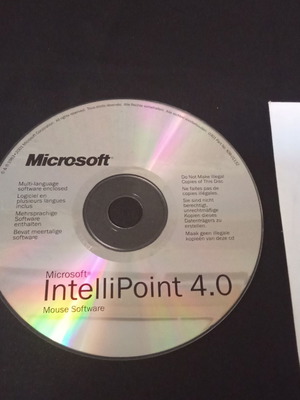 Microsoft®
Multi-language
software enclosed
Logiciel en
plusieurs langues
inclus
Mehrsprachige
Software
enthalten
Bevat meertalige
software
Do Not Make Illegal
Copies of This Disc
Ne faites pas de
copies illégales.
Sie sind nicht
berechtigt,
unrechtmäßige
Kopien dieses
Datenträgers zu
erstellen.
Maak geen illegale
kopieën van deze cd
Microsoft®
IntelliPoint 4.0
Mouse Software